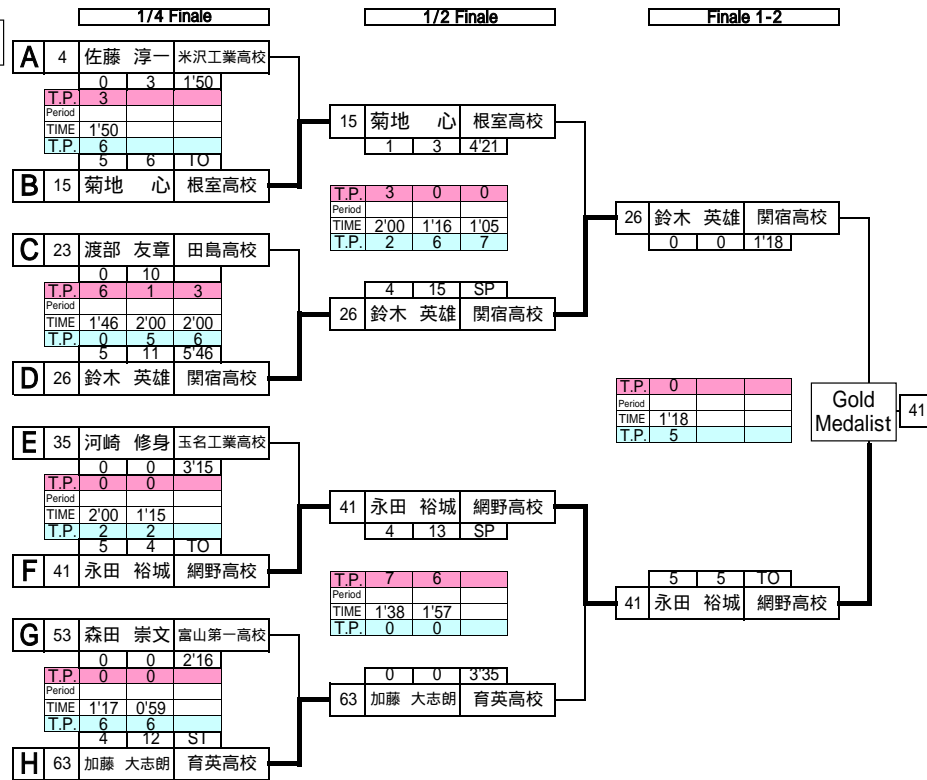 1/4 Finale
1/2 Finale
Finale 1-2
A 4 佐藤 淳一 米沢工業高校
0 3 1'50
T.P. 3
Period
TIME 1'50
T.P. 6
5 6 TO
B 15 菊地 心 根室高校
15 菊地 心 根室高校
1 3 4'21
T.P. 3 0 0
Period
TIME 2'00 1'16 1'05
T.P. 2 6 7
4 15 SP
26 鈴木 英雄 関宿高校
C 23 渡部 友章 田島高校
0 10
T.P. 6 1 3
Period
TIME 1'46 2'00 2'00
T.P. 0 5 6
5 11 5'46
D 26 鈴木 英雄 関宿高校
26 鈴木 英雄 関宿高校
0 0 1'18
T.P. 0
Period
TIME 1'18
T.P. 5
Gold
Medalist
41
E 35 河崎 修身 玉名工業高校
0 0 3'15
T.P. 0 0
Period
TIME 2'00 1'15
T.P. 2 2
5 4 TO
F 41 永田 裕城 網野高校
41 永田 裕城 網野高校
4 13 SP
T.P. 7 6
Period
TIME 1'38 1'57
T.P. 0 0
0 0 3'35
63 加藤 大志朗 育英高校
5 5 TO
41 永田 裕城 網野高校
G 53 森田 崇文 富山第一高校
0 0 2'16
T.P. 0 0
Period
TIME 1'17 0'59
T.P. 6 6
4 12 ST
H 63 加藤 大志朗 育英高校